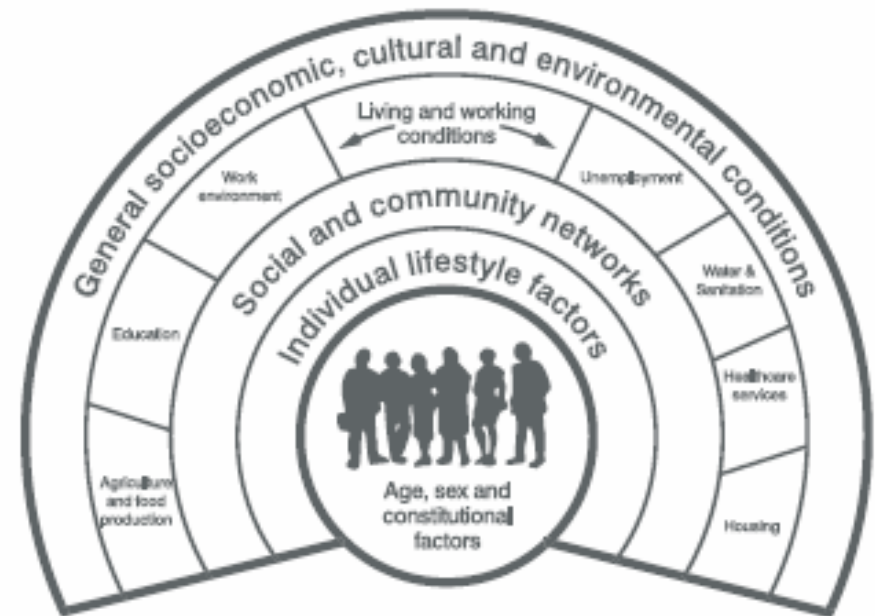 General socioeconomic, cultural and environmental conditions
Living and working
conditions
Work
environment
Unemployment
Social and community networks
Water &
Sanitation
Individual lifestyle factors
Education
Healthcare
services
Agriculture
and food
production
Age, sex and
constitutional
factors
Housing